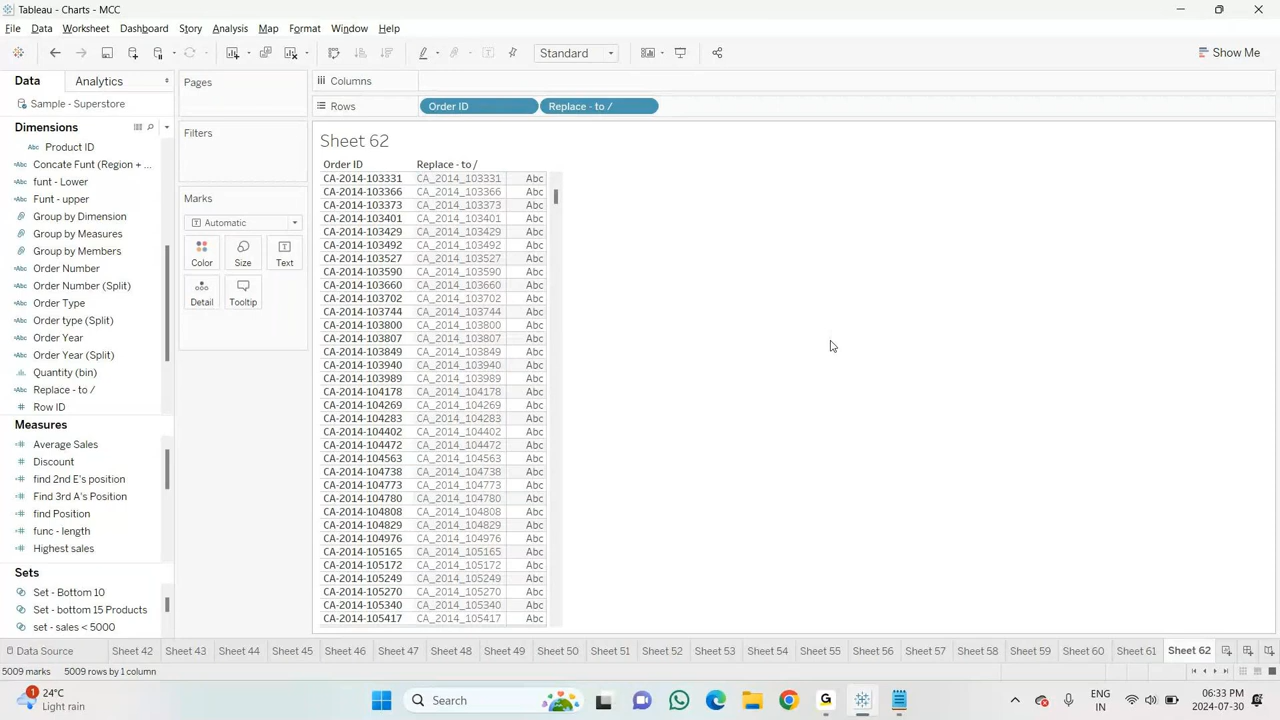 Tableau - Charts - MCC
File Data Worksheet Dashboard Story Analysis Map Format Window Help
Standard
Show Me
Data Analytics
Sample - Superstore
Dimensions
Product ID
Concate Funt (Region + ...
funt - Lower
Funt - upper
Group by Dimension
Group by Measures
Group by Members
Order Number
Order Number (Split)
Order Type
Order type (Split)
Order Year
Order Year (Split)
Quantity (bin)
Replace - to /
Row ID
Measures
Average Sales
Discount
find 2nd E's position
Find 3rd A's Position
find Position
func - length
Highest sales
Sets
Set - Bottom 10
Set - bottom 15 Products
set - sales < 5000
Pages
Filters
Marks
Automatic
Color Size Text
Detail Tooltip
Columns
Rows Order ID Replace - to /
Sheet 62
Order ID Replace - to /
CA-2014-103331 CA_2014_103331 Abc
CA-2014-103366 CA_2014_103366 Abc
CA-2014-103373 CA_2014_103373 Abc
CA-2014-103401 CA_2014_103401 Abc
CA-2014-103429 CA_2014_103429 Abc
CA-2014-103492 CA_2014_103492 Abc
CA-2014-103527 CA_2014_103527 Abc
CA-2014-103590 CA_2014_103590 Abc
CA-2014-103660 CA_2014_103660 Abc
CA-2014-103702 CA_2014_103702 Abc
CA-2014-103744 CA_2014_103744 Abc
CA-2014-103800 CA_2014_103800 Abc
CA-2014-103807 CA_2014_103807 Abc
CA-2014-103849 CA_2014_103849 Abc
CA-2014-103940 CA_2014_103940 Abc
CA-2014-103989 CA_2014_103989 Abc
CA-2014-104178 CA_2014_104178 Abc
CA-2014-104269 CA_2014_104269 Abc
CA-2014-104283 CA_2014_104283 Abc
CA-2014-104402 CA_2014_104402 Abc
CA-2014-104472 CA_2014_104472 Abc
CA-2014-104563 CA_2014_104563 Abc
CA-2014-104738 CA_2014_104738 Abc
CA-2014-104773 CA_2014_104773 Abc
CA-2014-104780 CA_2014_104780 Abc
CA-2014-104808 CA_2014_104808 Abc
CA-2014-104829 CA_2014_104829 Abc
CA-2014-104976 CA_2014_104976 Abc
CA-2014-105165 CA_2014_105165 Abc
CA-2014-105172 CA_2014_105172 Abc
CA-2014-105249 CA_2014_105249 Abc
CA-2014-105270 CA_2014_105270 Abc
CA-2014-105340 CA_2014_105340 Abc
CA-2014-105417 CA_2014_105417 Abc
Data Source Sheet 42 Sheet 43 Sheet 44 Sheet 45 Sheet 46 Sheet 47 Sheet 48 Sheet 49 Sheet 50 Sheet 51 Sheet 52 Sheet 53 Sheet 54 Sheet 55 Sheet 56 Sheet 57 Sheet 58 Sheet 59 Sheet 60 Sheet 61 Sheet 62
5009 marks 5009 rows by 1 column
1 24°C
Light rain
Search
ENG
IN
06:33 PM
2024-07-30